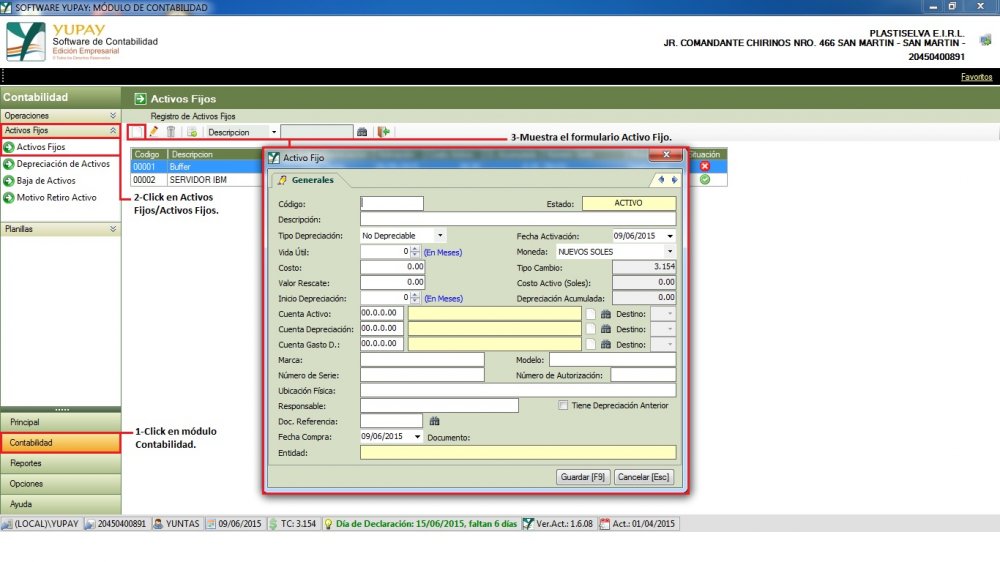 SOFTWARE YUPAY: MÓDULO DE CONTABILIDAD
YUPAY
Software de Contabilidad
Edición Empresarial
© Todos los Derechos Reservados
PLASTISELVA E.I.R.L.
JR. COMANDANTE CHIRINOS NRO. 466 SAN MARTIN - SAN MARTIN -
20450400891
Favoritos
Contabilidad
Activos Fijos
Operaciones
Registro de Activos Fijos
Activos Fijos
Descripcion
3-Muestra el formulario Activo Fijo.
Activos Fijos
Depreciación de Activos
Baja de Activos
Motivo Retiro Activo
2-Click en Activos
Fijos/Activos Fijos.
Planillas
Codigo Descripcion Situación
00001 Buffer
00002 SERVIDOR IBM
Activo Fijo
Generales
Código: Estado: ACTIVO
Descripción:
Tipo Depreciación: No Depreciable Fecha Activación: 09/06/2015
Vida Útil: 0 (En Meses) Moneda: NUEVOS SOLES
Costo: 0.00 Tipo Cambio: 3.154
Valor Rescate: 0.00 Costo Activo (Soles): 0.00
Inicio Depreciación: 0 (En Meses) Depreciación Acumulada: 0.00
Cuenta Activo: 00.0.0.00 Destino:
Cuenta Depreciación: 00.0.0.00 Destino:
Cuenta Gasto D.: 00.0.0.00 Destino:
Marca: Modelo:
Número de Serie: Número de Autorización:
Ubicación Física:
Responsable: Tiene Depreciación Anterior
Doc. Referencia:
Fecha Compra: 09/06/2015 Documento:
Entidad:
Guardar [F9] Cancelar [Esc]
Principal
Contabilidad
Reportes
Opciones
Ayuda
1-Click en módulo
Contabilidad.
(LOCAL)\YUPAY 20450400891 YUNTAS 09/06/2015 TC: 3.154 Día de Declaración: 15/06/2015, faltan 6 días Ver.Act.: 1.6.08 Act.: 01/04/2015